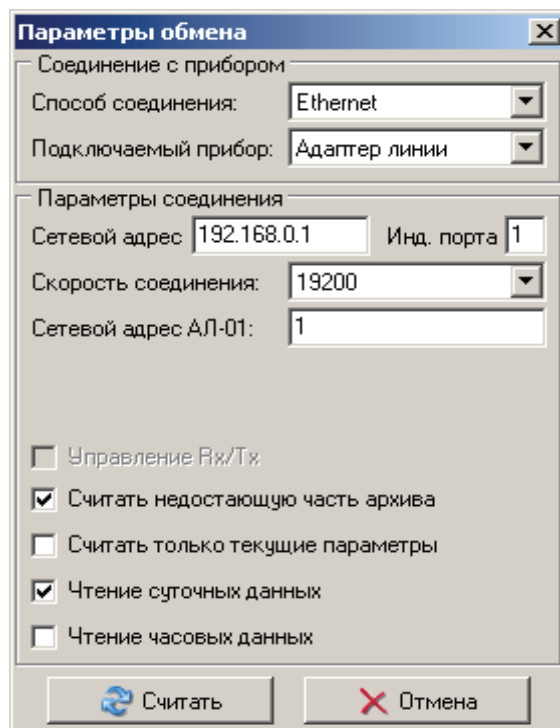 Параметры обмена
Соединение с прибором
Способ соединения: Ethernet
Подключаемый прибор: Адаптер линии
Параметры соединения
Сетевой адрес 192.168.0.1 Инд. порта 1
Скорость соединения: 19200
Сетевой адрес АЛ-01: 1
Управление Rx/Tx
Считать недостающую часть архива
Считать только текущие параметры
Чтение суточных данных
Чтение часовых данных
Считать Отмена